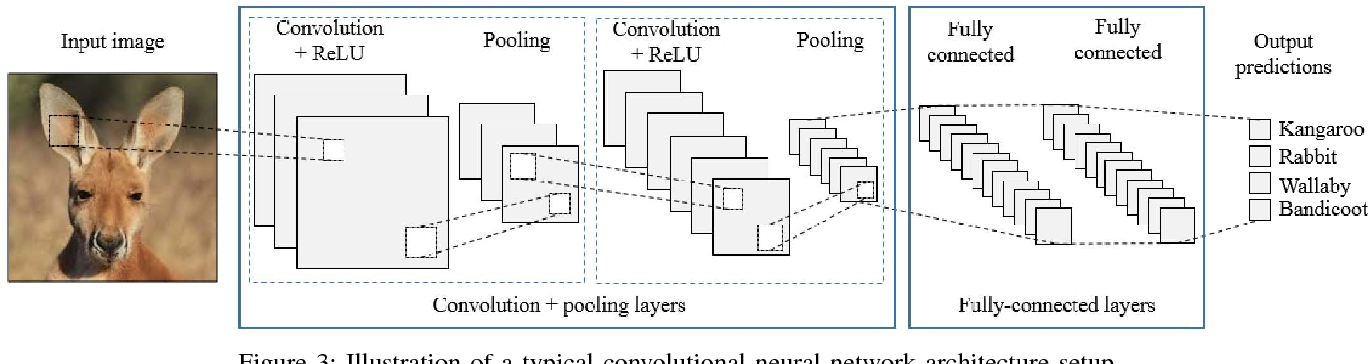 Input image
Convolution
+ ReLU
Pooling
Convolution
+ ReLU
Pooling
Convolution + pooling layers
Fully
connected
Fully
connected
Fully-connected layers
Output
predictions
Kangaroo
Rabbit
Wallaby
Bandicoot
Figure 3: Illustration of a typical convolutional neural network architecture setup